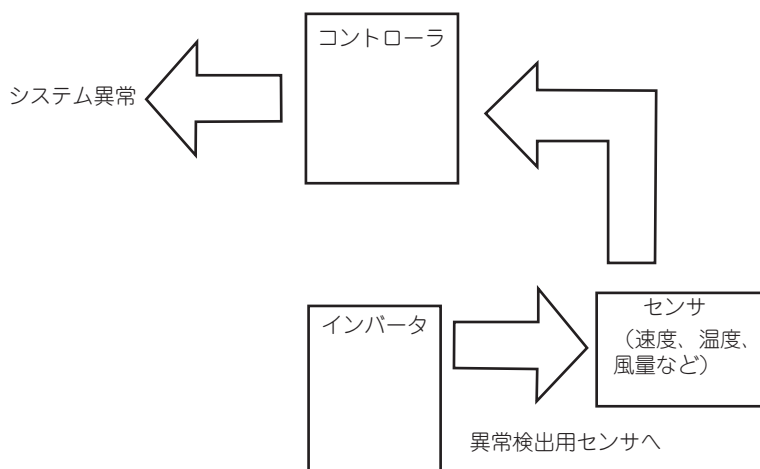 コントローラ
システム異常
インバータ
センサ
（速度、温度、
風量など）
異常検出用センサへ